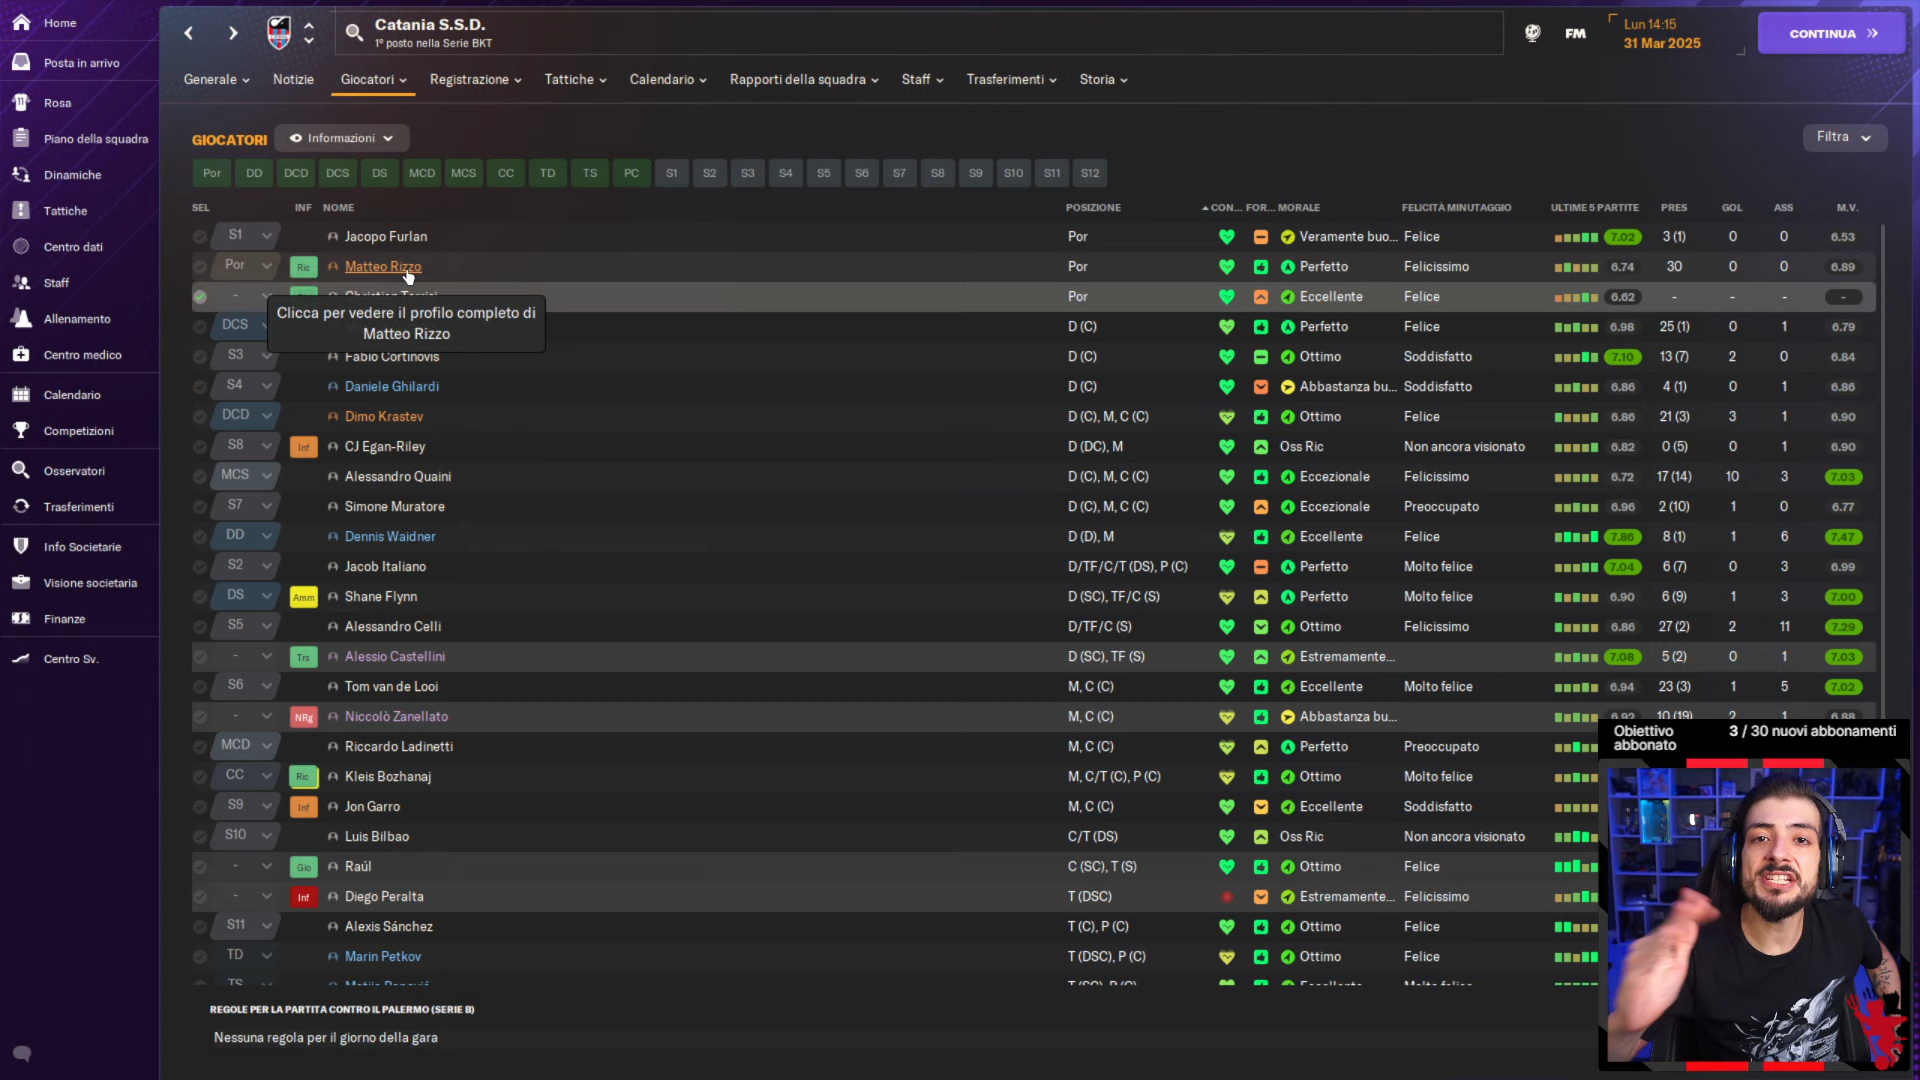 Home
Posta in arrivo
Rosa
Piano della squadra
Dinamiche
Tattiche
Centro dati
Staff
Allenamento
Centro medico
Calendario
Competizioni
Osservatori
Trasferimenti
Info Societarie
Visione societaria
Finanze
Centro Sv.
Catania S.S.D.
1° posto nella Serie BKT
FM
Lun 14:15
31 Mar 2025
CONTINUA
Generale Notizie Giocatori Registrazione Tattiche Calendario Rapporti della squadra Staff Trasferimenti Storia
GIOCATORI Informazioni Filtra
Por DD DCD DCS DS MCD MCS CC TD TS PC S1 S2 S3 S4 S5 S6 S7 S8 S9 S10 S11 S12
SEL INF NOME POSIZIONE CON... FOR... MORALE FELICITÀ MINUTAGGIO ULTIME 5 PARTITE PRES GOL ASS M.V.
S1 Jacopo Furlan Por Veramente buo... Felice 7.02 3 (1) 0 0 6.53
Por Ric Matteo Rizzo Por Perfetto Felicissimo 6.74 30 0 0 6.89
- Por Eccellente Felice 6.62 - - - -
Clicca per vedere il profilo completo di
Matteo Rizzo
DCS D (C) Perfetto Felice 6.98 25 (1) 0 1 6.79
S3 Fabio Cortinovis D (C) Ottimo Soddisfatto 7.10 13 (7) 2 0 6.84
S4 Daniele Ghilardi D (C) Abbastanza bu... Soddisfatto 6.86 4 (1) 0 1 6.86
DCD Dimo Krastev D (C), M, C (C) Ottimo Felice 6.86 21 (3) 3 1 6.90
S8 Inf CJ Egan-Riley D (DC), M Oss Ric Non ancora visionato 6.82 0 (5) 0 1 6.90
MCS Alessandro Quaini D (C), M, C (C) Eccezionale Felicissimo 6.72 17 (14) 10 3 7.03
S7 Simone Muratore D (C), M, C (C) Eccezionale Preoccupato 6.96 2 (10) 1 0 6.77
DD Dennis Waidner D (D), M Eccellente Felice 7.86 8 (1) 1 6 7.47
S2 Jacob Italiano D/TF/C/T (DS), P (C) Perfetto Molto felice 7.04 6 (7) 0 3 6.99
DS Amm Shane Flynn D (SC), TF/C (S) Perfetto Molto felice 6.90 6 (9) 1 3 7.00
S5 Alessandro Celli D/TF/C (S) Ottimo Felicissimo 6.86 27 (2) 2 11 7.29
- Trs Alessio Castellini D (SC), TF (S) Estremamente... 7.08 5 (2) 0 1 7.03
S6 Tom van de Looi M, C (C) Eccellente Molto felice 6.94 23 (3) 1 5 7.02
- NRg Niccolò Zanellato M, C (C) Abbastanza bu... 6.92 10 (19) 2 1 6.88
MCD Riccardo Ladinetti M, C (C) Perfetto Preoccupato
CC Ric Kleis Bozhanaj M, C/T (C), P (C) Ottimo Molto felice
S9 Inf Jon Garro M, C (C) Eccellente Soddisfatto
S10 Luis Bilbao C/T (DS) Oss Ric Non ancora visionato
- Gio Raúl C (SC), T (S) Ottimo Felice
- Inf Diego Peralta T (DSC) Estremamente... Felicissimo
S11 Alexis Sánchez T (C), P (C) Ottimo Felice
TD Marin Petkov T (DSC), P (C) Ottimo Felice
REGOLE PER LA PARTITA CONTRO IL PALERMO (SERIE B)
Nessuna regola per il giorno della gara
Obiettivo
abbonato
3 / 30 nuovi abbonamenti